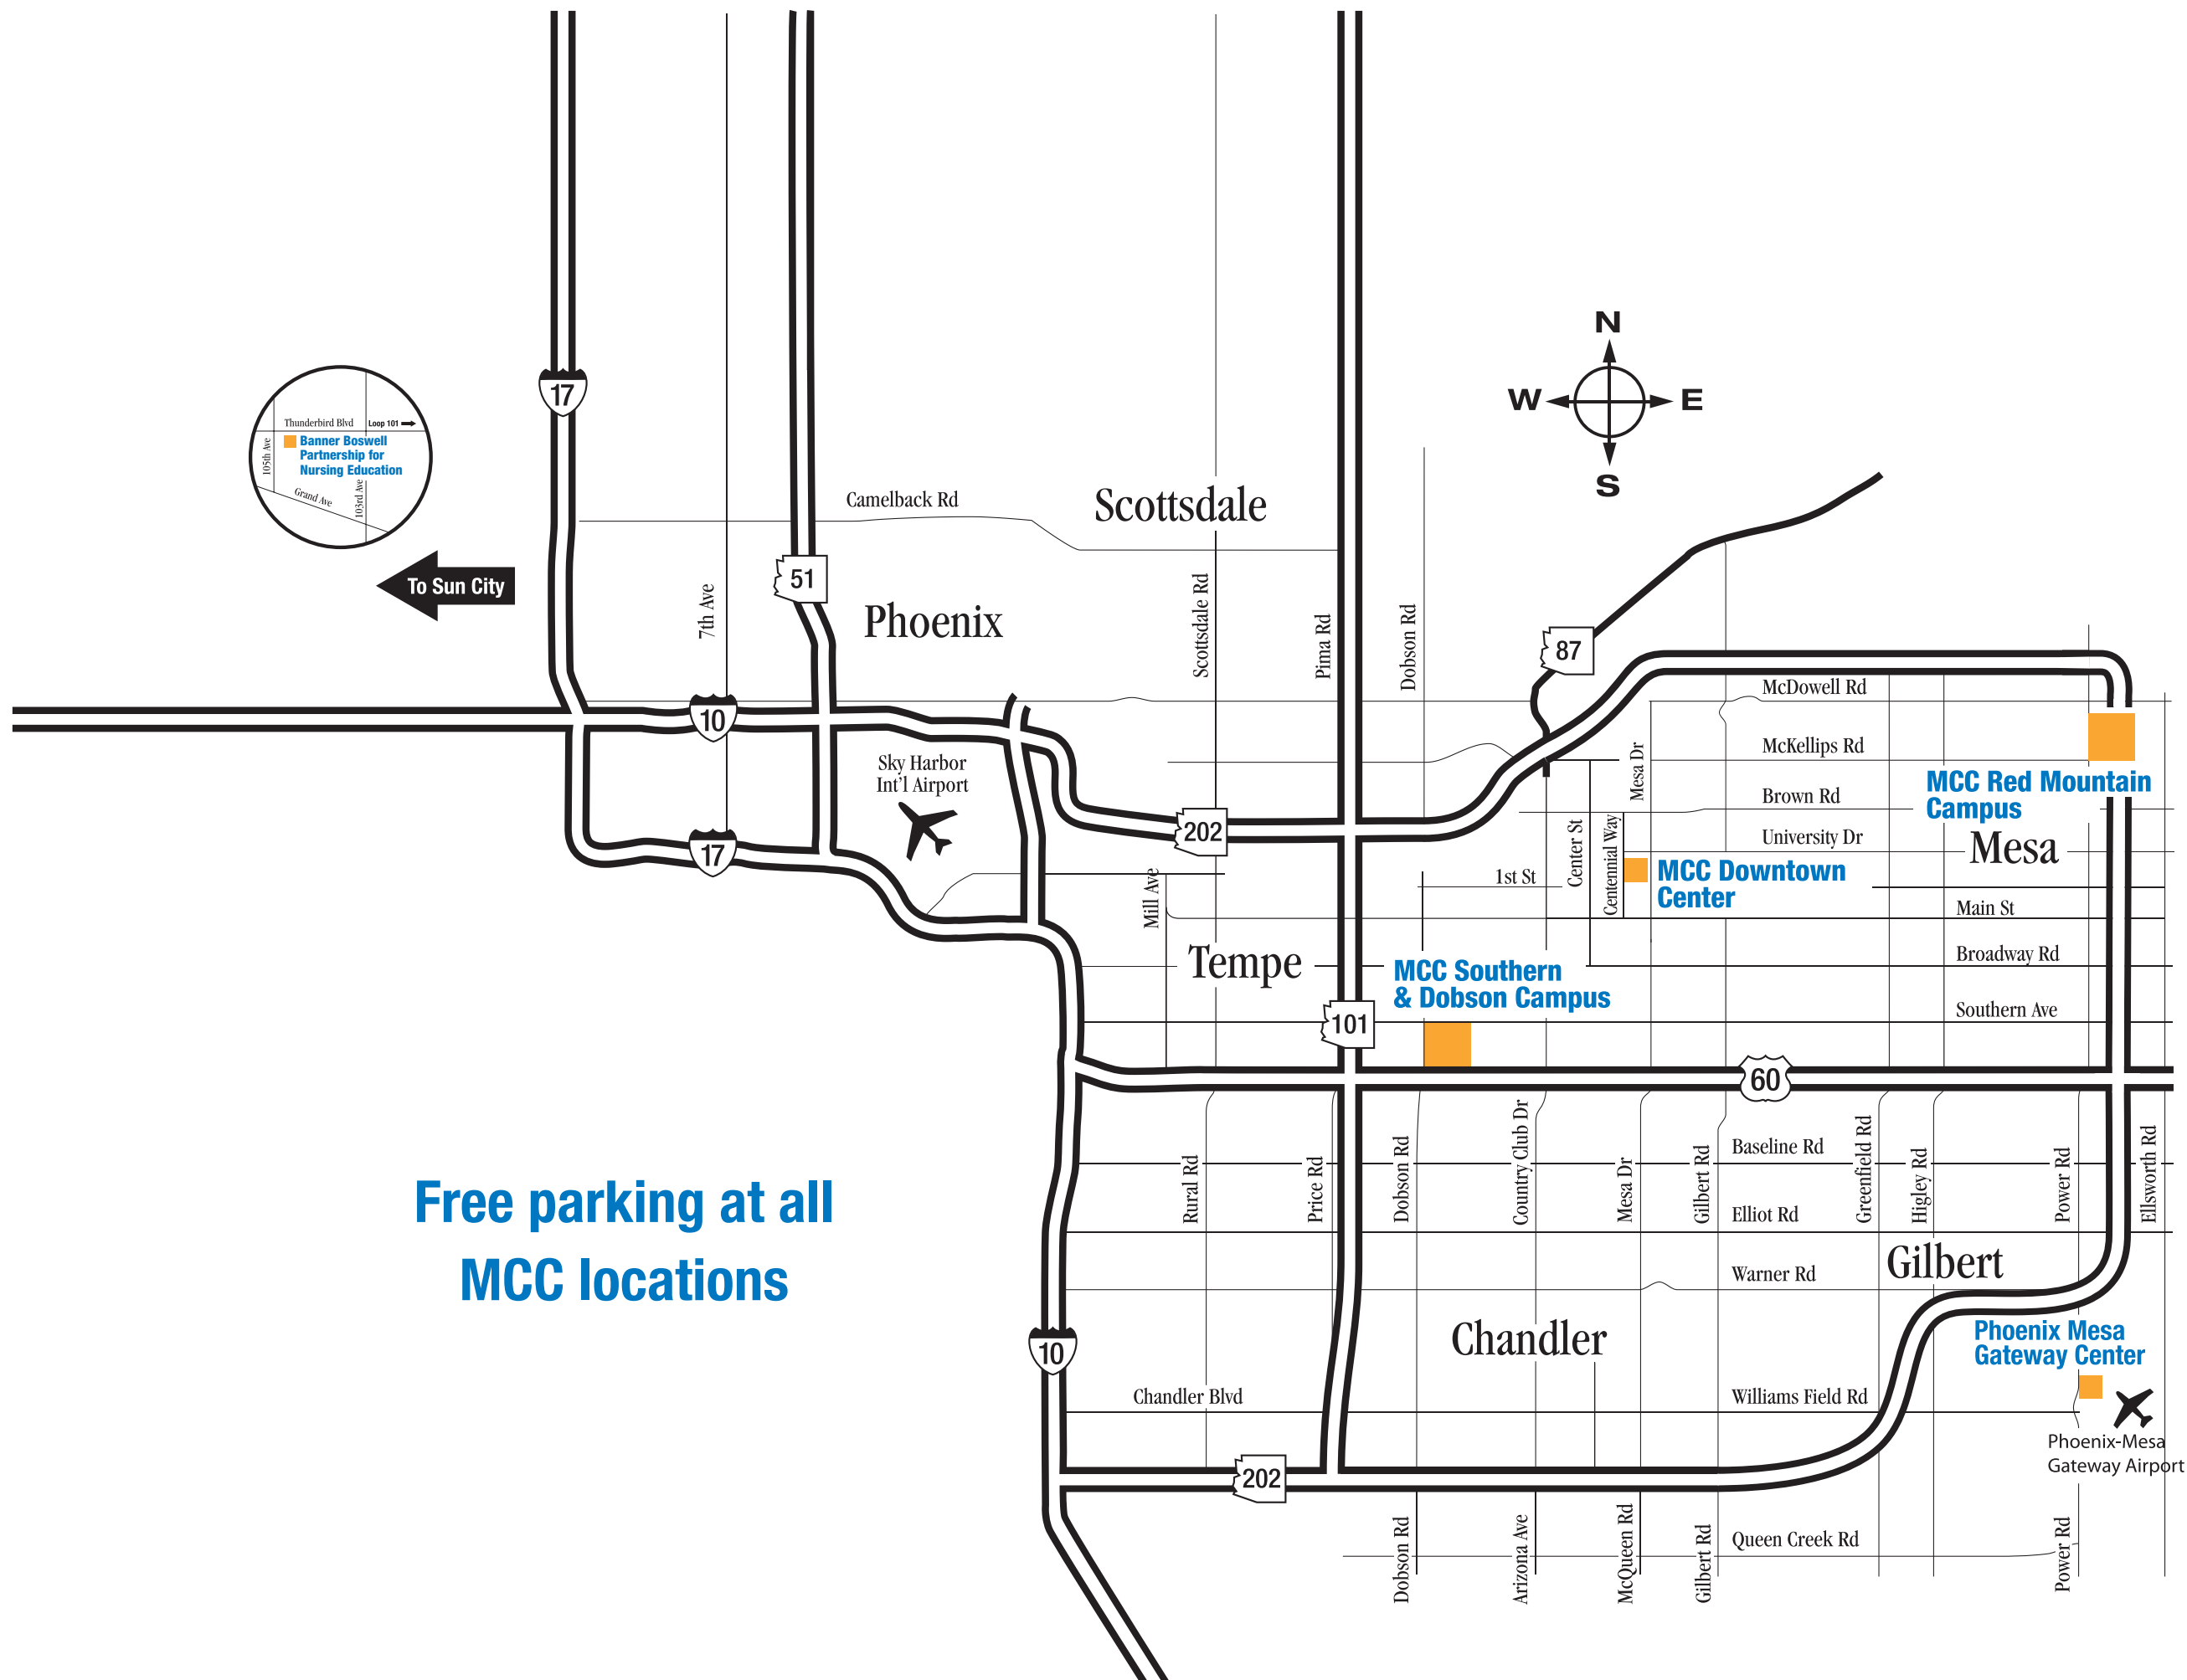 N
W
E
S
17
Thunderbird Blvd
Loop 101
Banner Boswell
Partnership for
Nursing Education
105th Ave
Grand Ave
103rd Ave
To Sun City
Camelback Rd
Scottsdale
51
7th Ave
Phoenix
Scottsdale Rd
Pima Rd
Dobson Rd
87
McDowell Rd
10
Sky Harbor
Int'l Airport
McKellips Rd
Mesa Dr
MCC Red Mountain
Campus
Brown Rd
202
University Dr
Mesa
17
Center St
Centennial Way
1st St
MCC Downtown
Center
Mill Ave
Main St
Tempe
Broadway Rd
MCC Southern
& Dobson Campus
101
Southern Ave
60
Baseline Rd
Rural Rd
Price Rd
Dobson Rd
Country Club Dr
Mesa Dr
Gilbert Rd
Greenfield Rd
Higley Rd
Power Rd
Ellsworth Rd
Free parking at all
MCC locations
Elliot Rd
Gilbert
Warner Rd
Chandler
10
Phoenix Mesa
Gateway Center
Chandler Blvd
Williams Field Rd
Phoenix-Mesa
Gateway Airport
202
Queen Creek Rd
Dobson Rd
Arizona Ave
McQueen Rd
Gilbert Rd
Power Rd